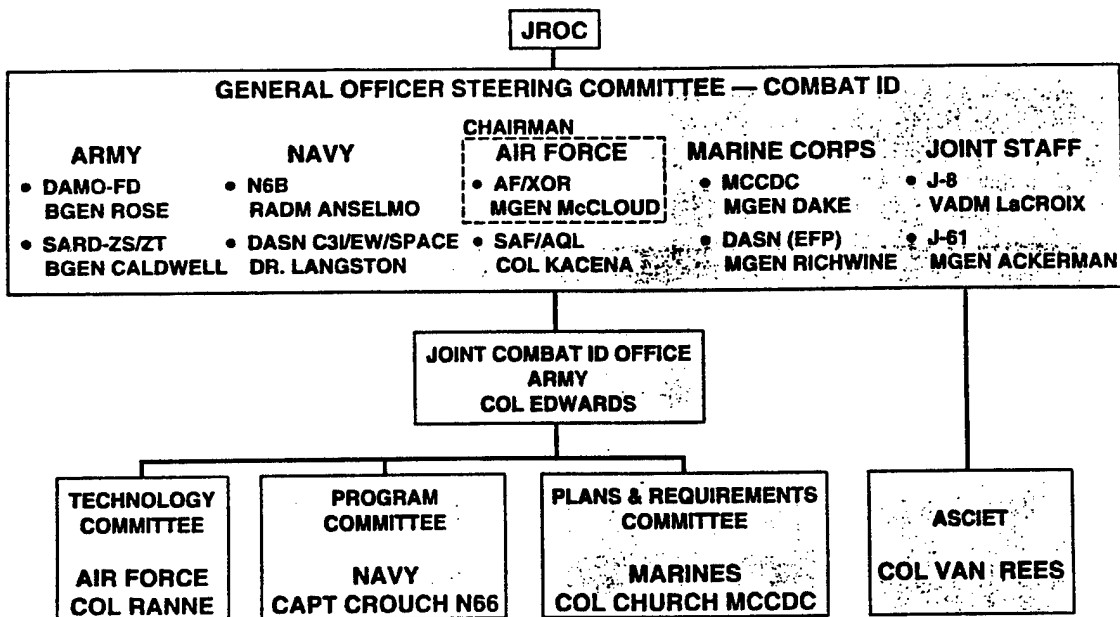 JROC
GENERAL OFFICER STEERING COMMITTEE — COMBAT ID
ARMY
• DAMO-FD
BGEN ROSE
• SARD-ZS/ZT
BGEN CALDWELL
NAVY
• N6B
RADM ANSELMO
• DASN C3I/EW/SPACE
DR. LANGSTON
CHAIRMAN
AIR FORCE
• AF/XOR
MGEN McCLOUD
• SAF/AQL
COL KACENA
MARINE CORPS
• MCCDC
MGEN DAKE
• DASN (EFP)
MGEN RICHWINE
JOINT STAFF
• J-8
VADM LaCROIX
• J-61
MGEN ACKERMAN
JOINT COMBAT ID OFFICE
ARMY
COL EDWARDS
TECHNOLOGY
COMMITTEE
AIR FORCE
COL RANNE
PROGRAM
COMMITTEE
NAVY
CAPT CROUCH N66
PLANS & REQUIREMENTS
COMMITTEE
MARINES
COL CHURCH MCCDC
ASCIET
COL VAN REES